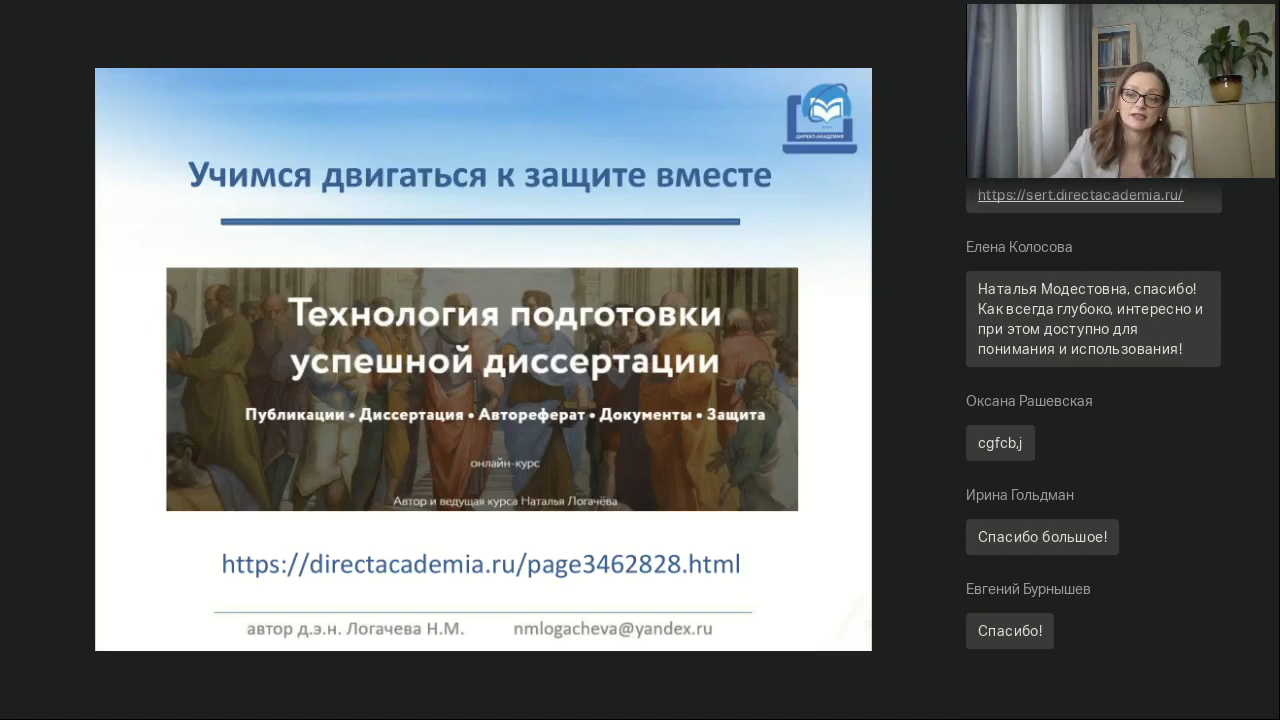 ДИРЕКТ-АКАДЕМИЯ
Учимся двигаться к защите вместе
Технология подготовки
успешной диссертации
Публикации • Диссертация • Автореферат • Документы • Защита
онлайн-курс
Автор и ведущая курса Наталья Логачёва
https://directacademia.ru/page3462828.html
автор д.э.н. Логачева Н.М. nmlogacheva@yandex.ru
https://sert.directacademia.ru/
Елена Колосова
Наталья Модестовна, спасибо!
Как всегда глубоко, интересно и
при этом доступно для
понимания и использования!
Оксана Рашевская
cgfcb,j
Ирина Гольдман
Спасибо большое!
Евгений Бурнышев
Спасибо!